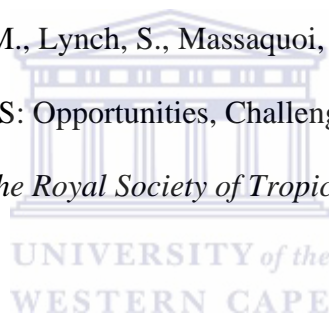 M., Lynch, S., Massaquoi,
S: Opportunities, Challeng
he Royal Society of Tropic
UNIVERSITY of the
WESTERN CAPE